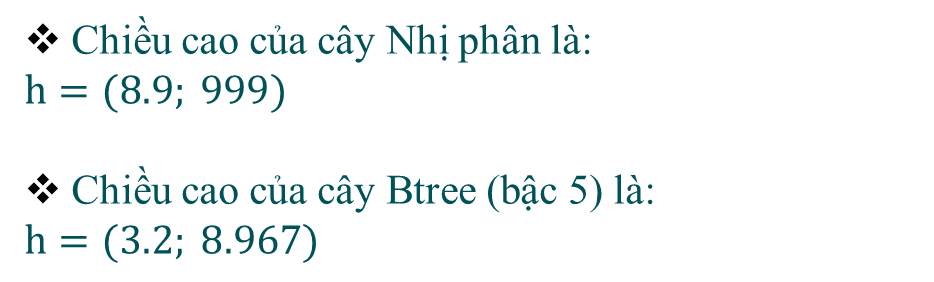 ❖ Chiều cao của cây Nhị phân là:
h = (8.9; 999)
❖ Chiều cao của cây Btree (bậc 5) là:
h = (3.2; 8.967)